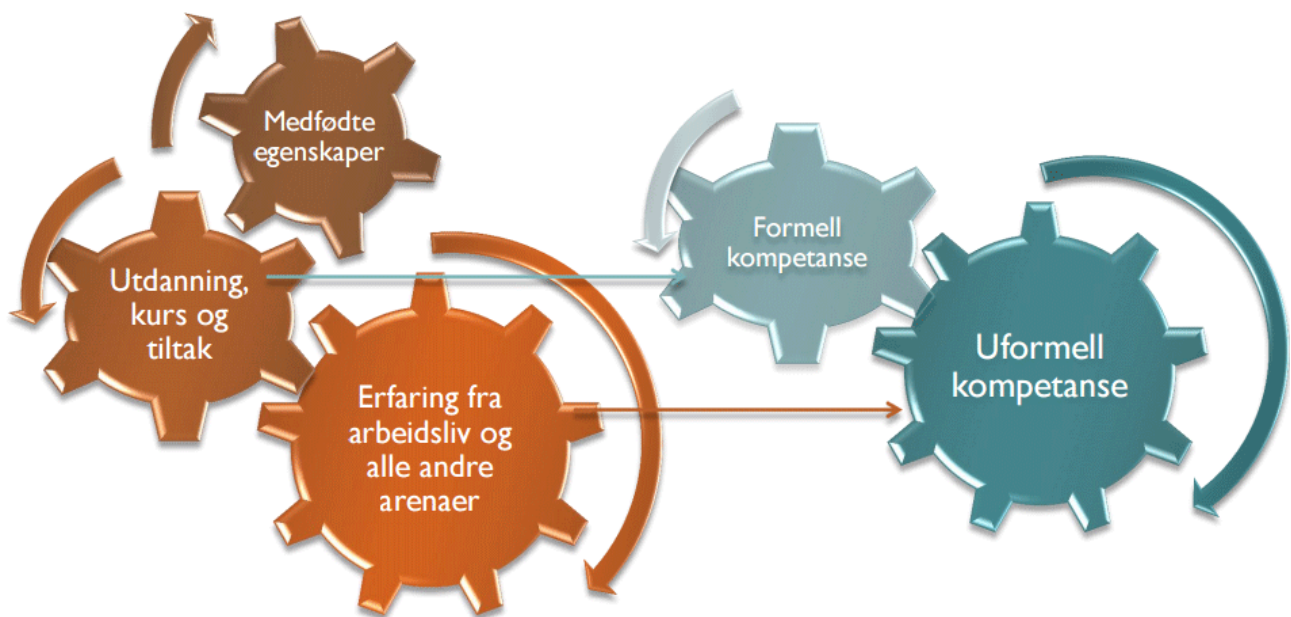 Medfødte
egenskaper
Utdanning,
kurs og
tiltak
Erfaring fra
arbeidsliv og
alle andre
arenaer
Formell
kompetanse
Uformell
kompetanse